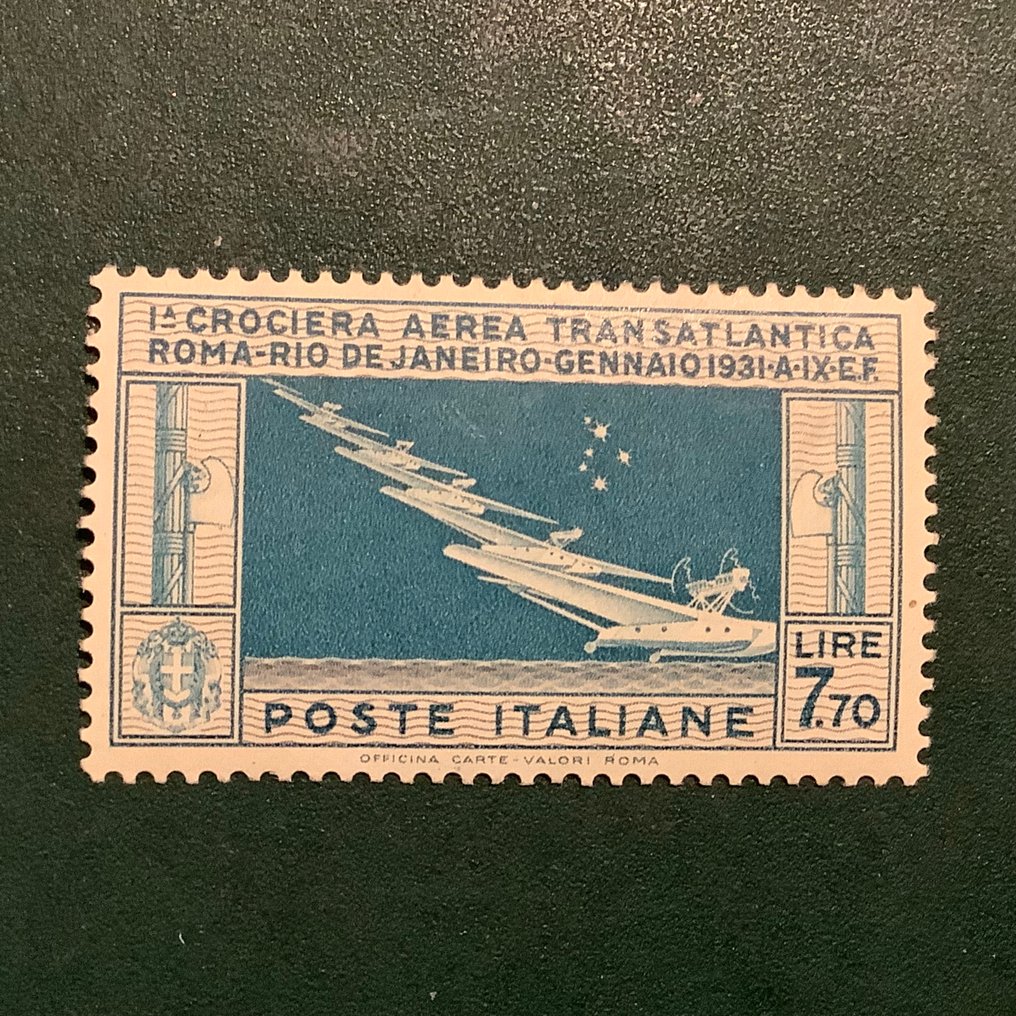 1A CROCIERA AEREA TRANSATLANTICA
ROMA-RIO DE JANEIRO-GENNAIO 1931·A·IX·E.F.
LIRE
7.70
POSTE ITALIANE
OFFICINA CARTE-VALORI ROMA